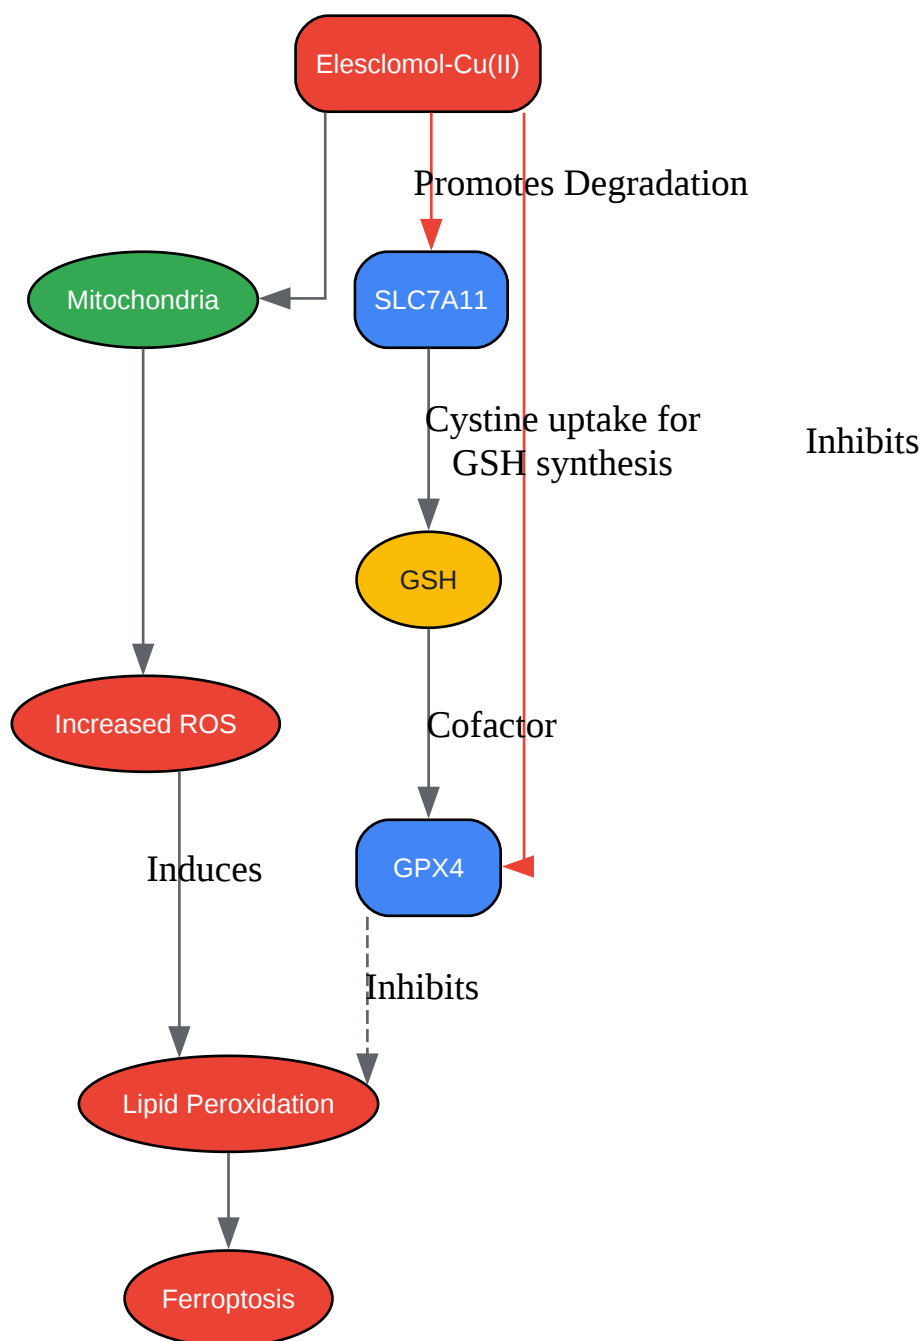 Elesclomol-Cu(II)
Promotes Degradation
Mitochondria
SLC7A11
Cystine uptake for
GSH synthesis
Inhibits
GSH
Increased ROS
Cofactor
Induces
GPX4
Inhibits
Lipid Peroxidation
Ferroptosis